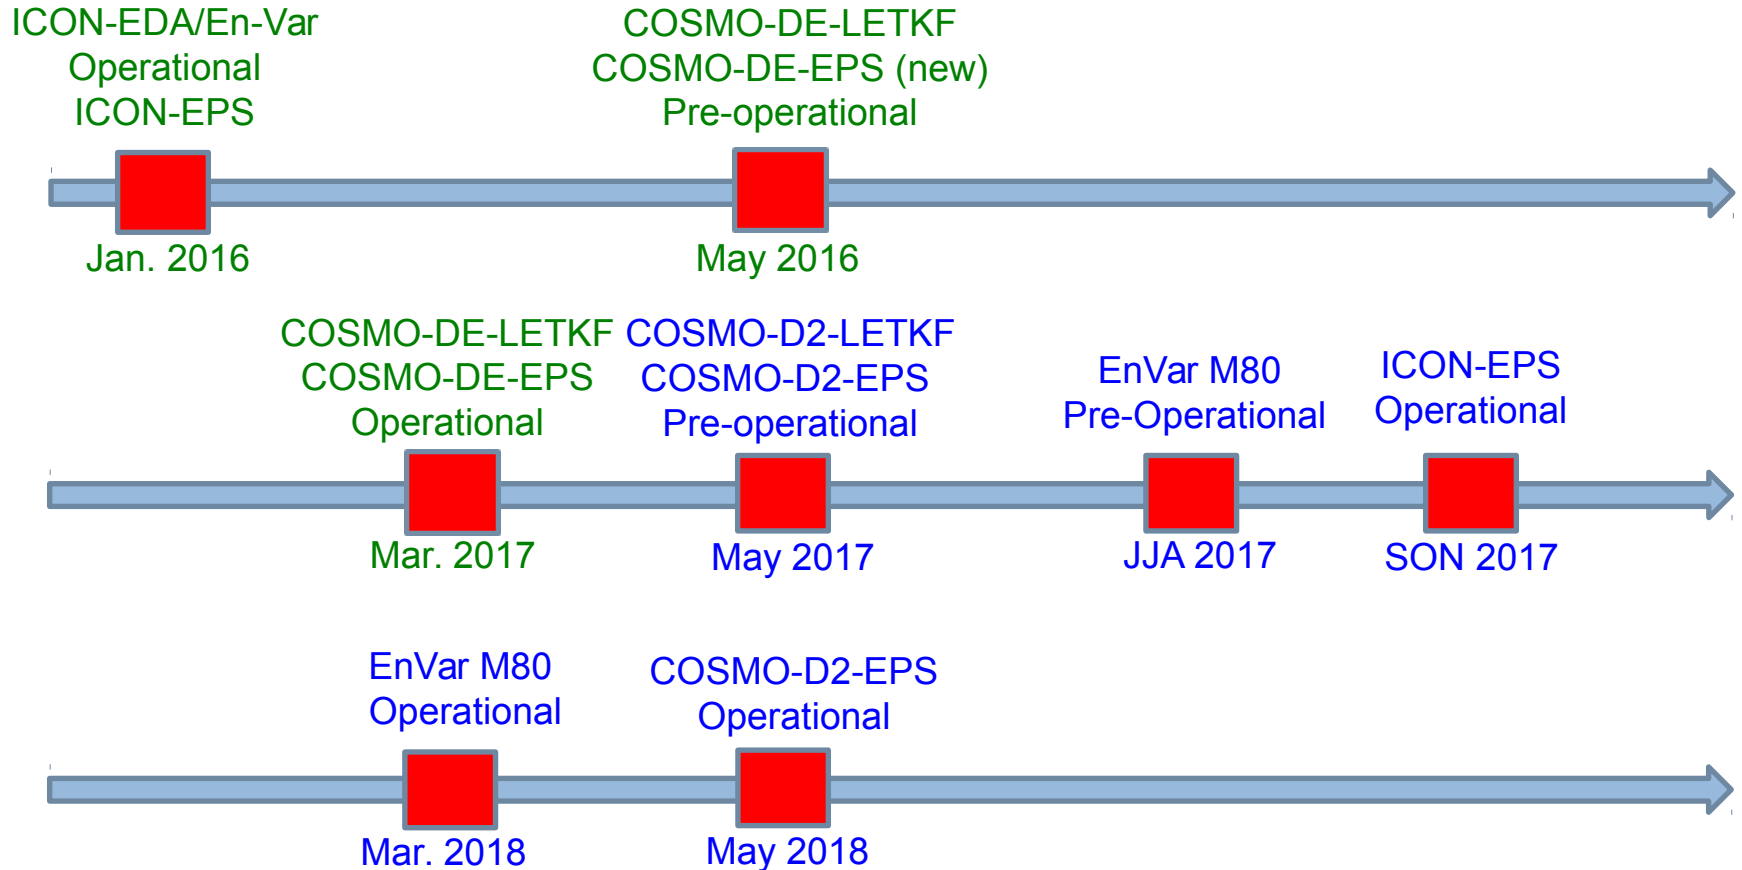 ICON-EDA/En-Var
Operational
ICON-EPS
COSMO-DE-LETKF
COSMO-DE-EPS (new)
Pre-operational
Jan. 2016
May 2016
COSMO-DE-LETKF
COSMO-DE-EPS
Operational
COSMO-D2-LETKF
COSMO-D2-EPS
Pre-operational
EnVar M80
Pre-Operational
ICON-EPS
Operational
Mar. 2017
May 2017
JJA 2017
SON 2017
EnVar M80
Operational
COSMO-D2-EPS
Operational
Mar. 2018
May 2018